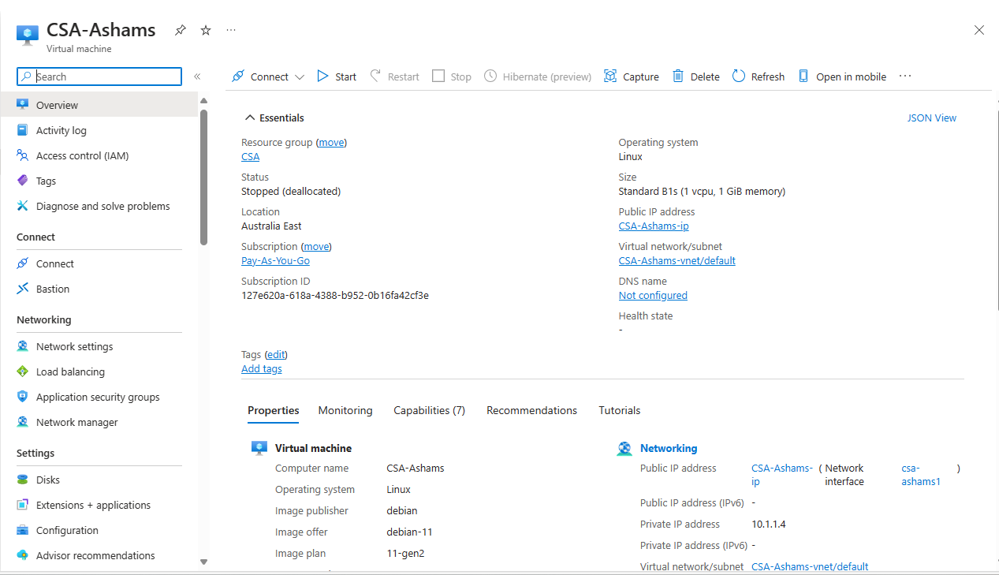 CSA-Ashams
Virtual machine
Search
Overview
Activity log
Access control (IAM)
Tags
Diagnose and solve problems
Connect
Connect
Bastion
Networking
Network settings
Load balancing
Application security groups
Network manager
Settings
Disks
Extensions + applications
Configuration
Advisor recommendations
Connect Start Restart Stop Hibernate (preview) Capture Delete Refresh Open in mobile
Essentials JSON View
Resource group (move)
CSA
Status
Stopped (deallocated)
Location
Australia East
Subscription (move)
Pay-As-You-Go
Subscription ID
127e620a-618a-4388-b952-0b16fa42cf3e
Operating system
Linux
Size
Standard B1s (1 vcpu, 1 GiB memory)
Public IP address
CSA-Ashams-ip
Virtual network/subnet
CSA-Ashams-vnet/default
DNS name
Not configured
Health state
-
Tags (edit)
Add tags
Properties Monitoring Capabilities (7) Recommendations Tutorials
Virtual machine
Computer name CSA-Ashams
Operating system Linux
Image publisher debian
Image offer debian-11
Image plan 11-gen2
Networking
Public IP address CSA-Ashams- ( Network csa- )
ip interface ashams1
Public IP address (IPv6) -
Private IP address 10.1.1.4
Private IP address (IPv6) -
Virtual network/subnet CSA-Ashams-vnet/default